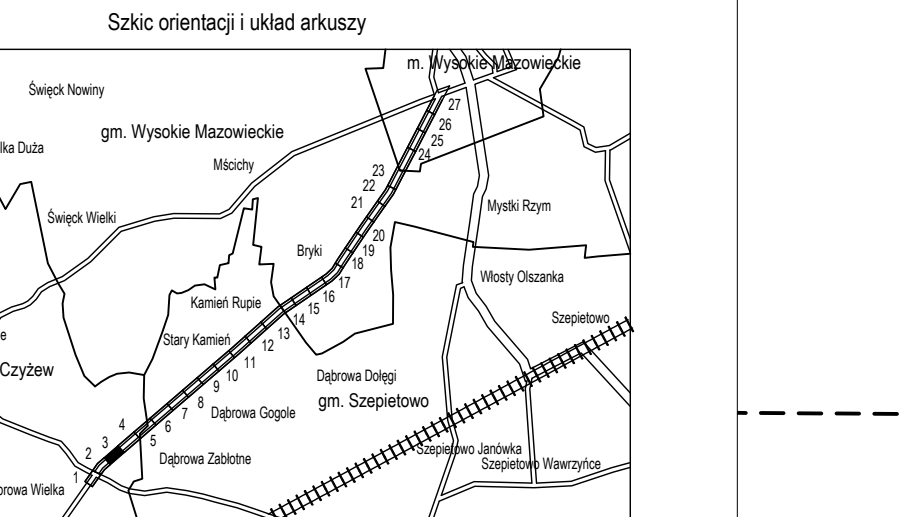 Szkic orientacji i układ arkuszy
m. Wysokie Mazowieckie
Święck Nowiny
27
26
gm. Wysokie Mazowieckie
25
lka Duża
24
Mścichy
23
22
21
Mystki Rzym
Święck Wielki
20
Bryki
19
18
Włosty Olszanka
17
16
Kamień Rupie
15
14
Szepietowo
13
e
Stary Kamień
12
11
Czyżew
10
Dąbrowa Dołęgi
9
8
gm. Szepietowo
7
Dąbrowa Gogole
6
4
5
3
Szepietowo Janówka
2
Dąbrowa Zabłotne
Szepietowo Wawrzyńce
1
browa Wielka